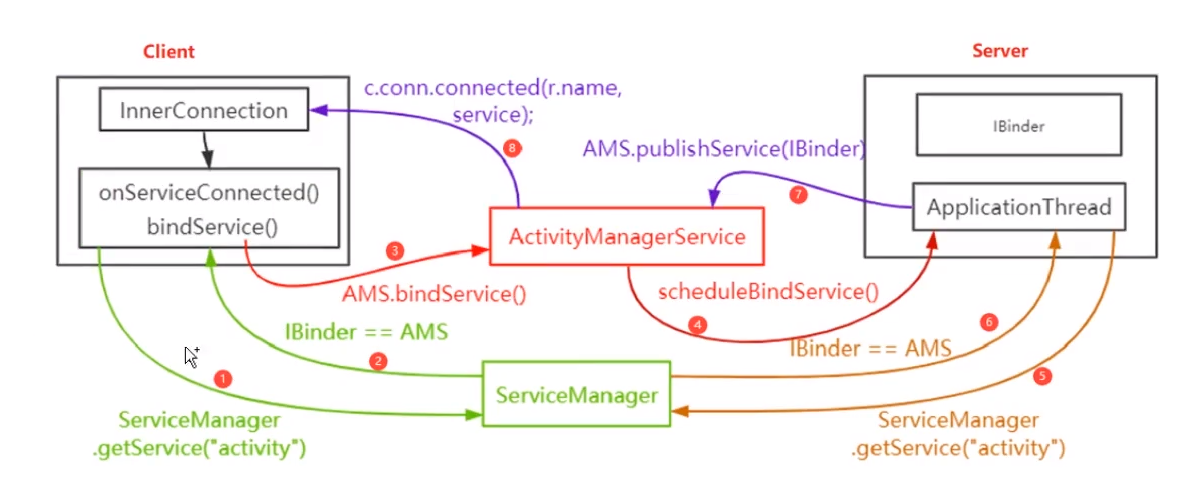 Client
Server
InnerConnection
c.conn.connected(r.name,
service);
8
IBinder
AMS.publishService(IBinder)
7
onServiceConnected()
bindService()
ApplicationThread
ActivityManagerService
3
AMS.bindService()
scheduleBindService()
4
IBinder == AMS
2
6
IBinder == AMS
1
5
ServiceManager
ServiceManager
.getService("activity")
ServiceManager
.getService("activity")